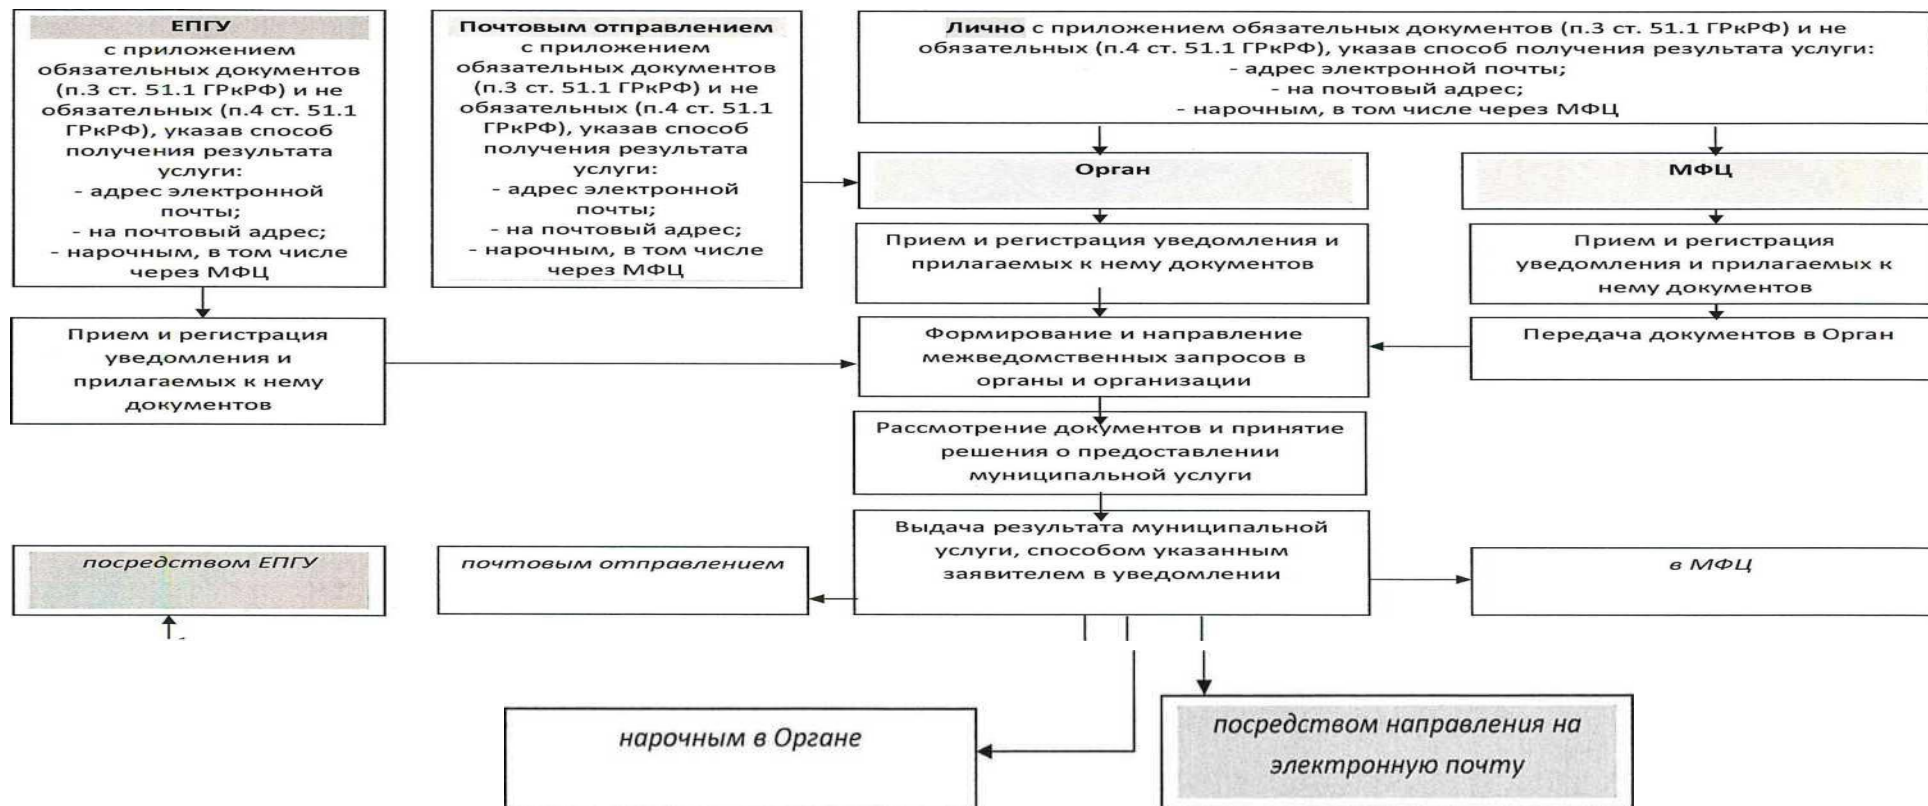 ЕПГУ
с приложением
обязательных документов
(п.3 ст. 51.1 ГРкРФ) и не
обязательных (п.4 ст. 51.1
ГРкРФ), указав способ
получения результата
услуги:
- адрес электронной
почты;
- на почтовый адрес;
- нарочным, в том числе
через МФЦ
Почтовым отправлением
с приложением
обязательных документов
(п.3 ст. 51.1 ГРкРФ) и не
обязательных (п.4 ст. 51.1
ГРкРФ), указав способ
получения результата
услуги:
- адрес электронной
почты;
- на почтовый адрес;
- нарочным, в том числе
через МФЦ
Лично с приложением обязательных документов (п.3 ст. 51.1 ГРкРФ) и не
обязательных (п.4 ст. 51.1 ГРкРФ), указав способ получения результата услуги:
- адрес электронной почты;
- на почтовый адрес;
- нарочным, в том числе через МФЦ
Орган
МФЦ
Прием и регистрация уведомления и
прилагаемых к нему документов
Прием и регистрация
уведомления и прилагаемых к
нему документов
Прием и регистрация
уведомления и
прилагаемых к нему
документов
Формирование и направление
межведомственных запросов в
органы и организации
Передача документов в Орган
Рассмотрение документов и принятие
решения о предоставлении
муниципальной услуги
Выдача результата муниципальной
услуги, способом указанным
заявителем в уведомлении
посредством ЕПГУ
почтовым отправлением
в МФЦ
нарочным в Органе
посредством направления на
электронную почту